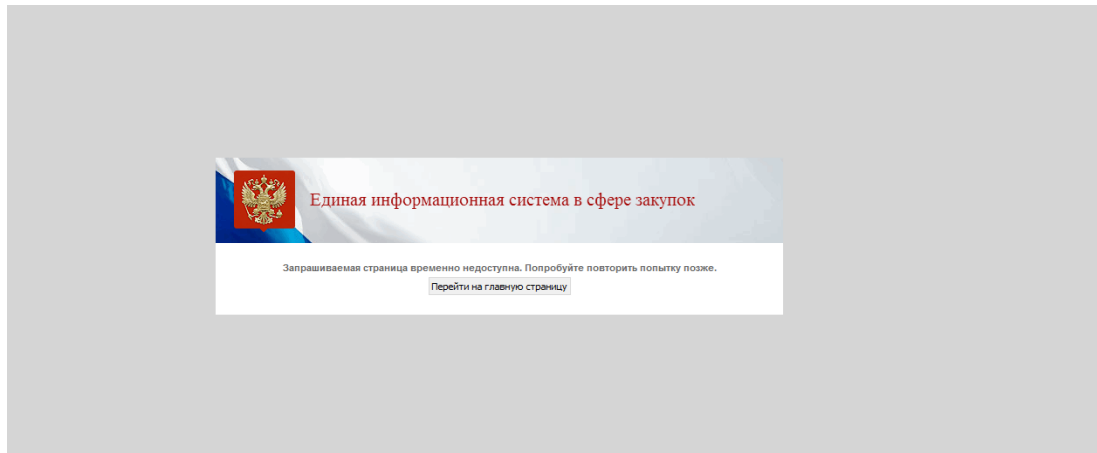 Единая информационная система в сфере закупок
Запрашиваемая страница временно недоступна. Попробуйте повторить попытку позже.
Перейти на главную страницу